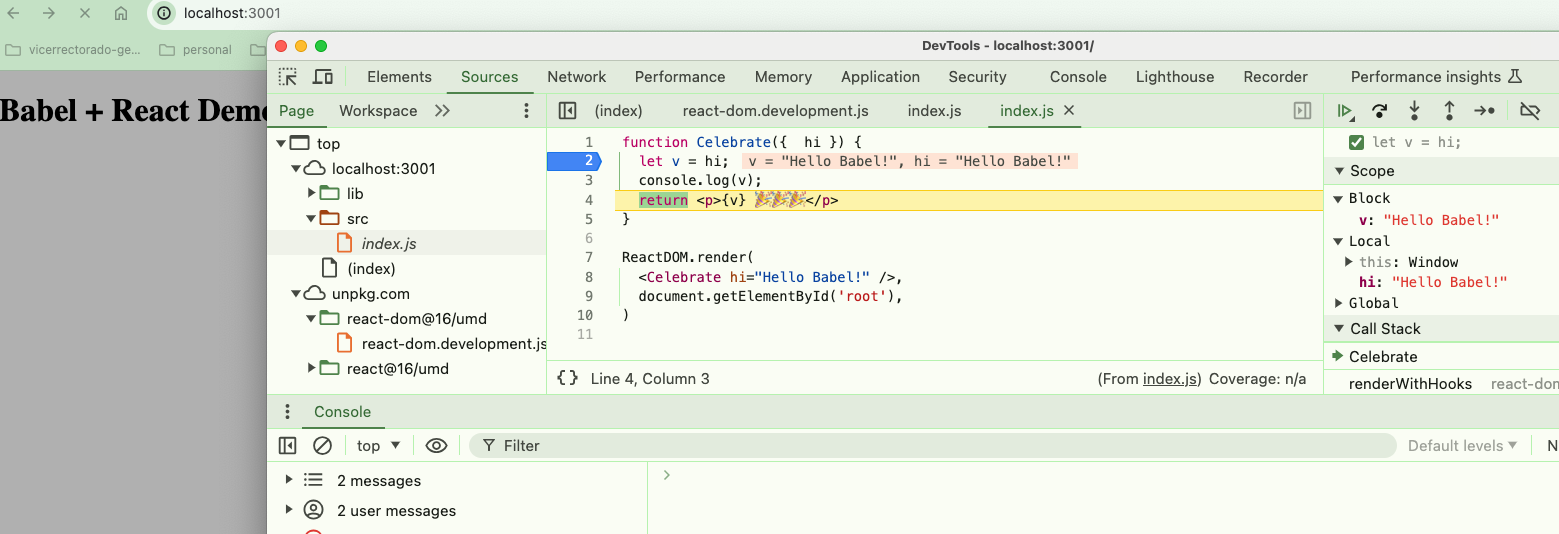 localhost:3001
vicerrectorado-ge... personal
DevTools - localhost:3001/
Babel + React Dem
Elements Sources Network Performance Memory Application Security Console Lighthouse Recorder Performance insights
Page Workspace
(index) react-dom.development.js index.js index.js
top
localhost:3001
lib
src
index.js
(index)
unpkg.com
react-dom@16/umd
react-dom.development.js
react@16/umd
1 function Celebrate({  hi }) {
2 let v = hi; v = "Hello Babel!", hi = "Hello Babel!"
3 console.log(v);
4 return <p>{v} 🎉🎉🎉</p>
5 }
6
7 ReactDOM.render(
8 <Celebrate hi="Hello Babel!" />,
9 document.getElementById('root'),
10 )
11
{} Line 4, Column 3 (From index.js) Coverage: n/a
let v = hi;
Scope
Block
v: "Hello Babel!"
Local
this: Window
hi: "Hello Babel!"
Global
Call Stack
Celebrate
renderWithHooks react-dom
Console
top Filter Default levels N
2 messages
2 user messages